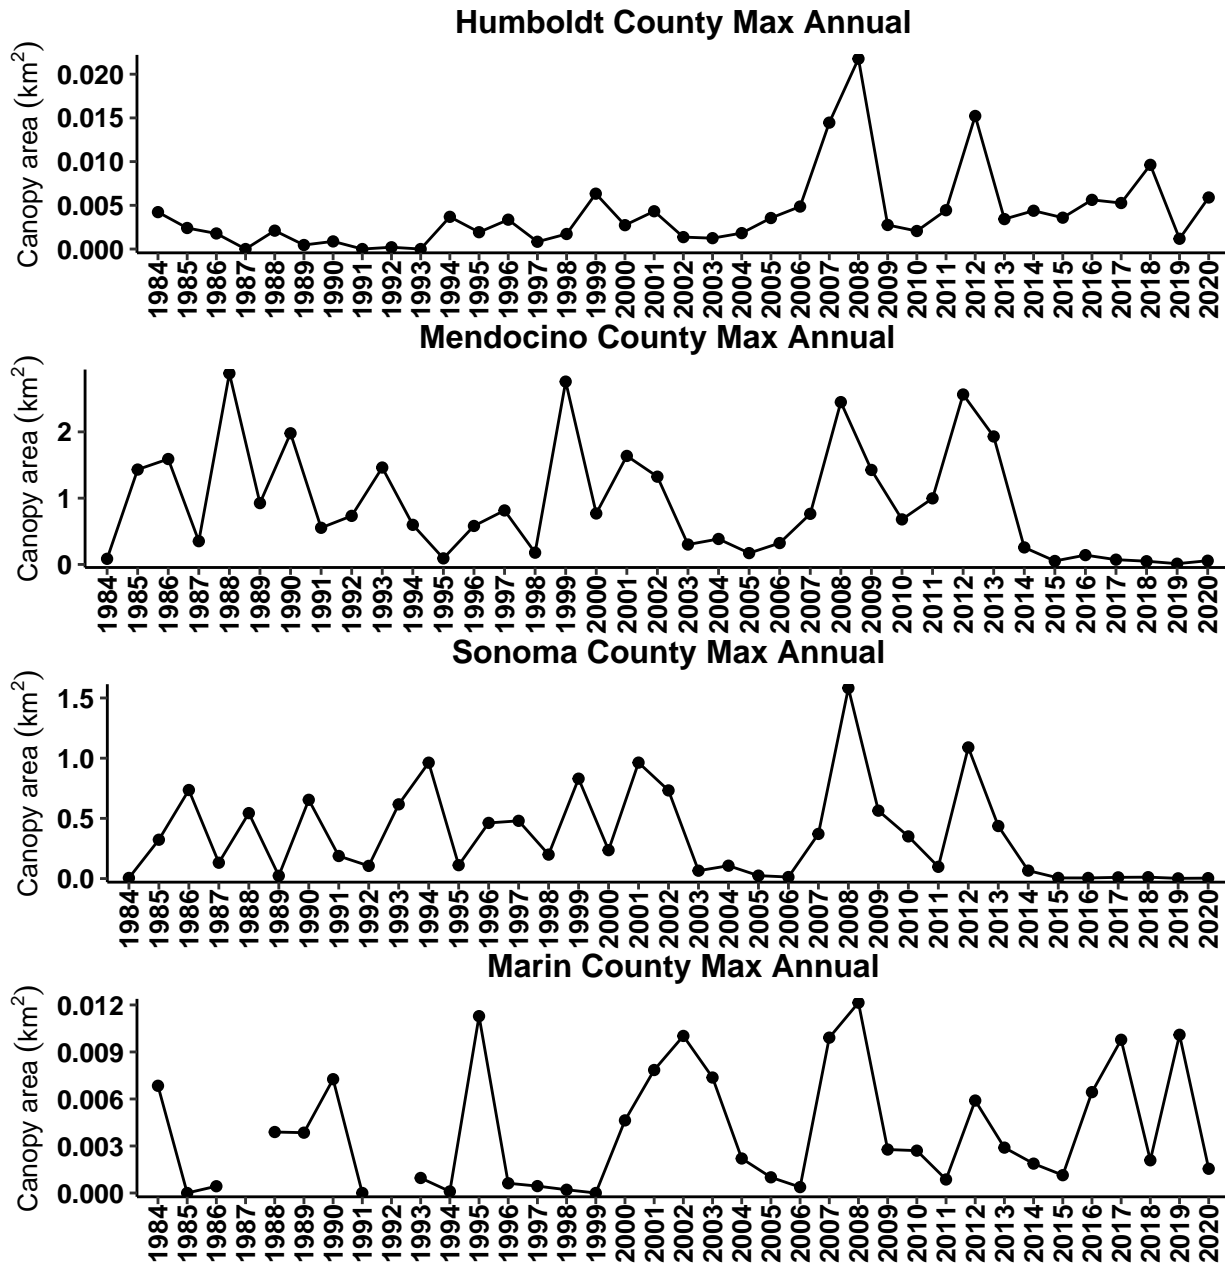 Humboldt County Max Annual
Canopy area (km²)
0.020
0.015
0.010
0.005
0.000
1984 1985 1986 1987 1988 1989 1990 1991 1992 1993 1994 1995 1996 1997 1998 1999 2000 2001 2002 2003 2004 2005 2006 2007 2008 2009 2010 2011 2012 2013 2014 2015 2016 2017 2018 2019 2020
Mendocino County Max Annual
Canopy area (km²)
2
1
0
1984 1985 1986 1987 1988 1989 1990 1991 1992 1993 1994 1995 1996 1997 1998 1999 2000 2001 2002 2003 2004 2005 2006 2007 2008 2009 2010 2011 2012 2013 2014 2015 2016 2017 2018 2019 2020
Sonoma County Max Annual
Canopy area (km²)
1.5
1.0
0.5
0.0
1984 1985 1986 1987 1988 1989 1990 1991 1992 1993 1994 1995 1996 1997 1998 1999 2000 2001 2002 2003 2004 2005 2006 2007 2008 2009 2010 2011 2012 2013 2014 2015 2016 2017 2018 2019 2020
Marin County Max Annual
Canopy area (km²)
0.012
0.009
0.006
0.003
0.000
1984 1985 1986 1987 1988 1989 1990 1991 1992 1993 1994 1995 1996 1997 1998 1999 2000 2001 2002 2003 2004 2005 2006 2007 2008 2009 2010 2011 2012 2013 2014 2015 2016 2017 2018 2019 2020